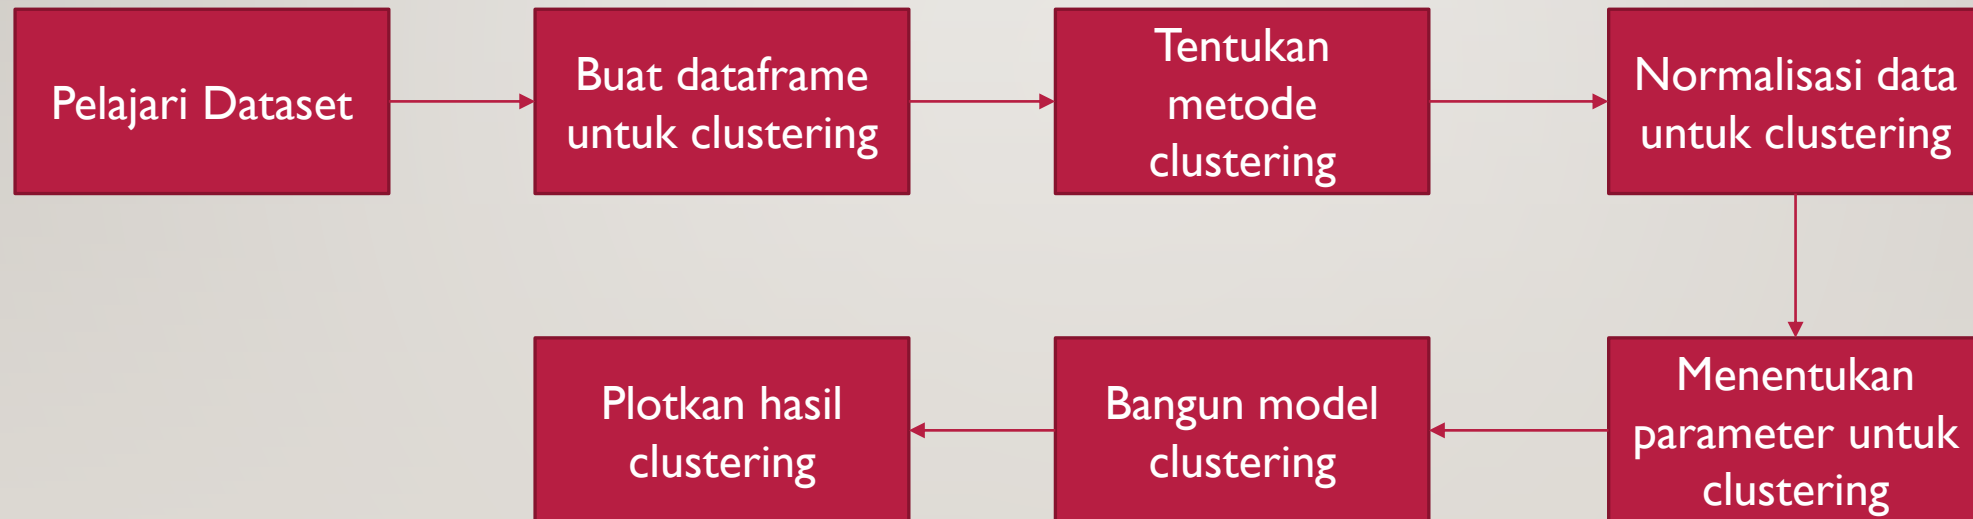 Pelajari Dataset
Buat dataframe
untuk clustering
Tentukan
metode
clustering
Normalisasi data
untuk clustering
Menentukan
parameter untuk
clustering
Bangun model
clustering
Plotkan hasil
clustering